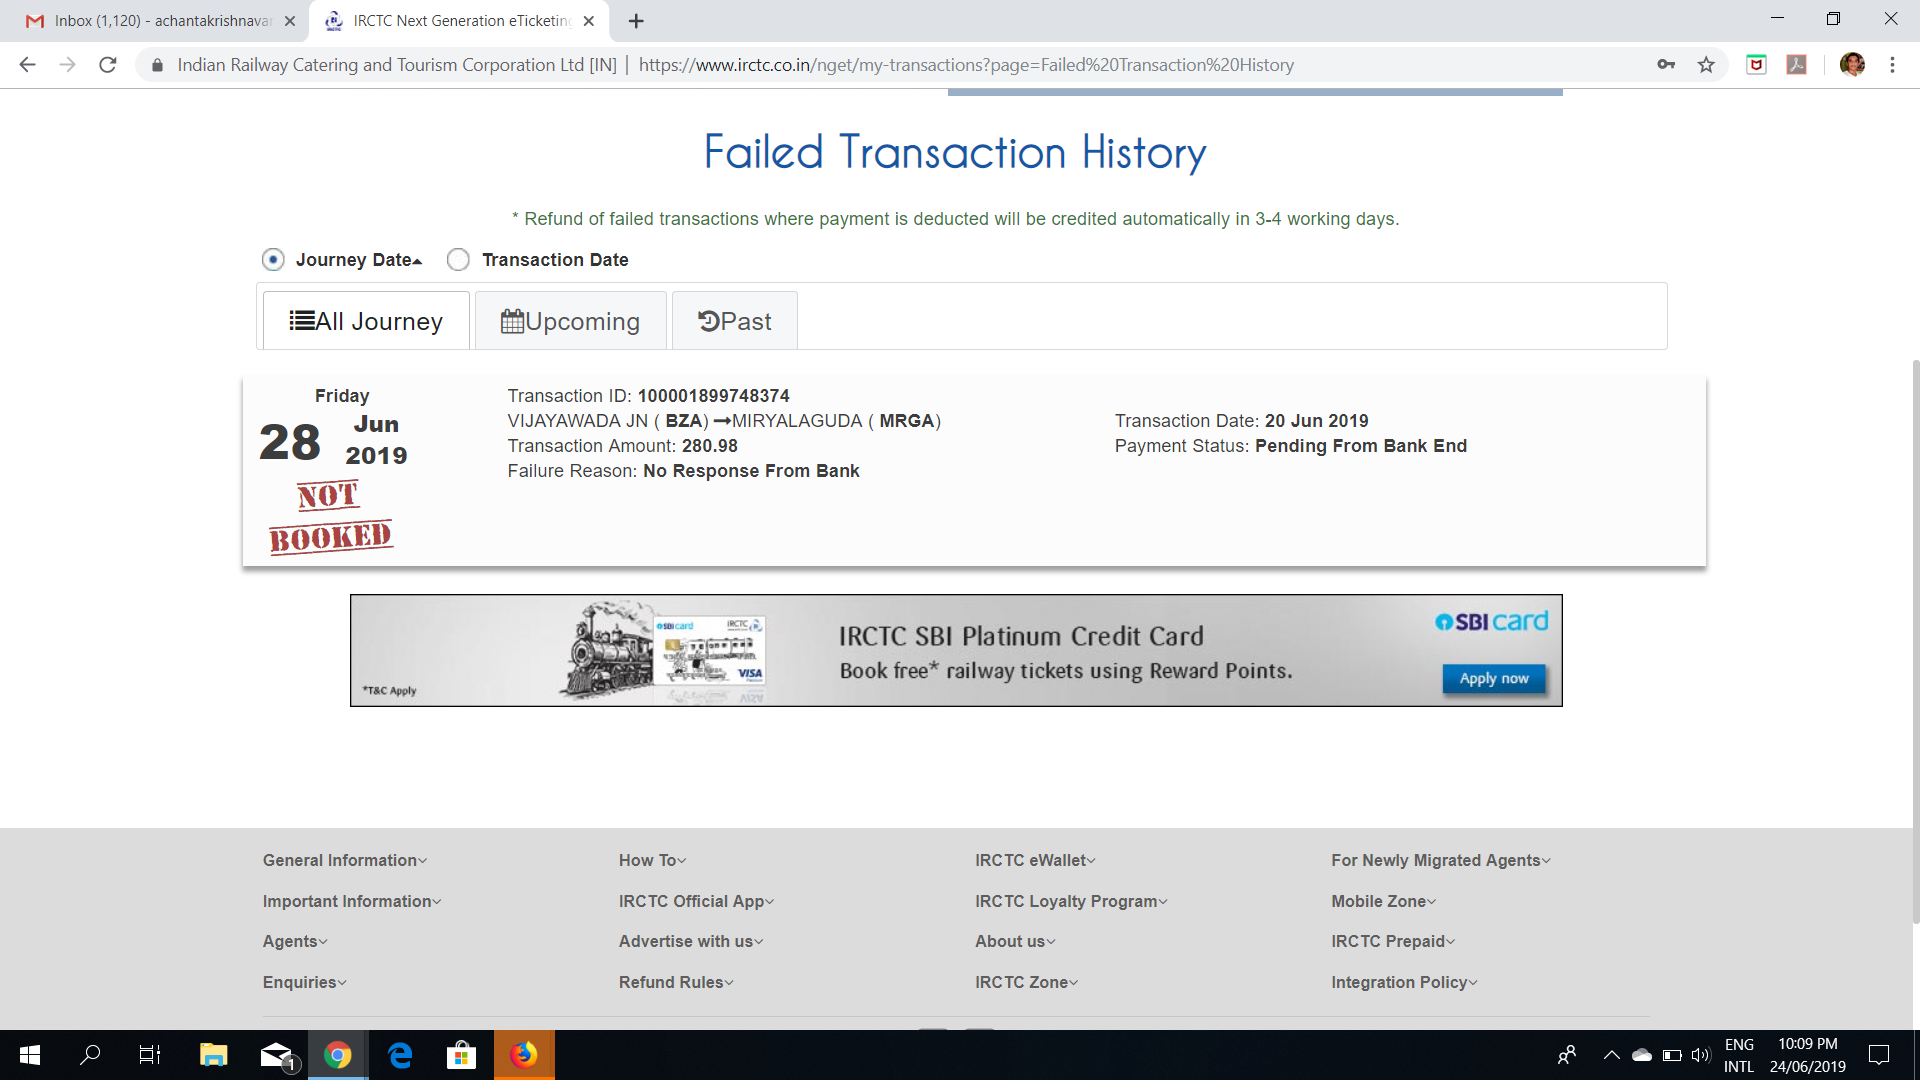 Inbox (1,120) - achantakrishnavar
IRCTC Next Generation eTicketing
Indian Railway Catering and Tourism Corporation Ltd [IN] | https://www.irctc.co.in/nget/my-transactions?page=Failed%20Transaction%20History
Failed Transaction History
* Refund of failed transactions where payment is deducted will be credited automatically in 3-4 working days.
Journey Date Transaction Date
All Journey Upcoming Past
Friday
28 Jun
2019
NOT
BOOKED
Transaction ID: 100001899748374
VIJAYAWADA JN ( BZA) MIRYALAGUDA ( MRGA)
Transaction Amount: 280.98
Failure Reason: No Response From Bank
Transaction Date: 20 Jun 2019
Payment Status: Pending From Bank End
*T&C Apply
SBI card
IRCTC
VISA
IRCTC SBI Platinum Credit Card
Book free* railway tickets using Reward Points.
SBI card
Apply now
General Information How To IRCTC eWallet For Newly Migrated Agents
Important Information IRCTC Official App IRCTC Loyalty Program Mobile Zone
Agents Advertise with us About us IRCTC Prepaid
Enquiries Refund Rules IRCTC Zone Integration Policy
1
ENG
INTL
10:09 PM
24/06/2019